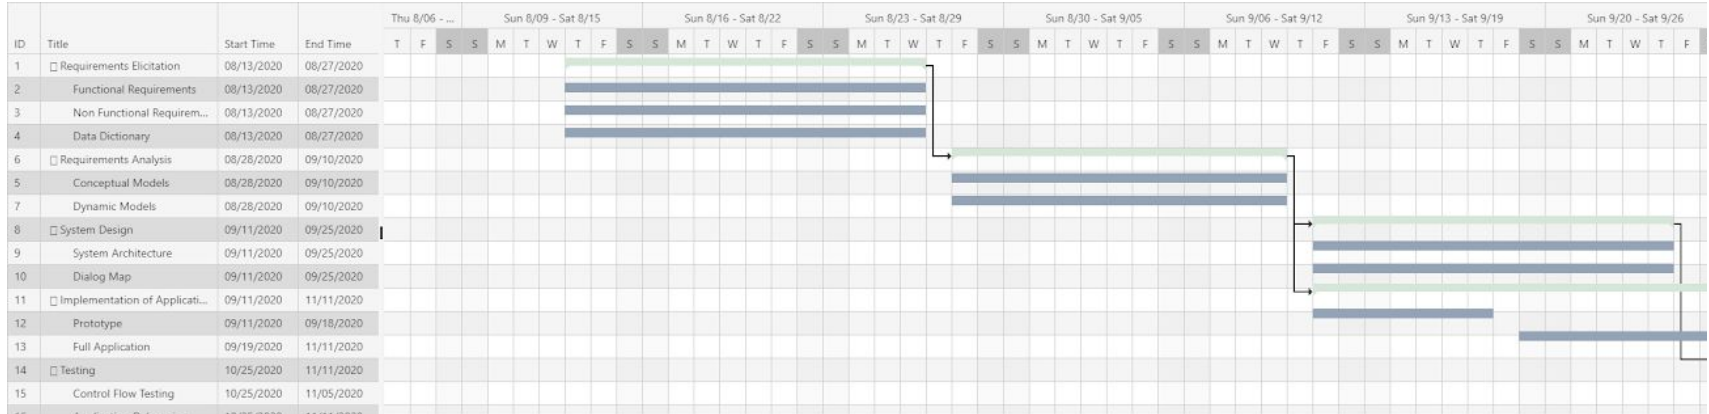 Thu 8/06 - ... Sun 8/09 - Sat 8/15 Sun 8/16 - Sat 8/22 Sun 8/23 - Sat 8/29 Sun 8/30 - Sat 9/05 Sun 9/06 - Sat 9/12 Sun 9/13 - Sat 9/19 Sun 9/20 - Sat 9/26
ID Title Start Time End Time T F S S M T W T F S S M T W T F S S M T W T F S S M T W T F S S M T W T F S S M T W T F S S M T W T F
1 Requirements Elicitation 08/13/2020 08/27/2020
2 Functional Requirements 08/13/2020 08/27/2020
3 Non Functional Requirem... 08/13/2020 08/27/2020
4 Data Dictionary 08/13/2020 08/27/2020
6 Requirements Analysis 08/28/2020 09/10/2020
5 Conceptual Models 08/28/2020 09/10/2020
7 Dynamic Models 08/28/2020 09/10/2020
8 System Design 09/11/2020 09/25/2020
9 System Architecture 09/11/2020 09/25/2020
10 Dialog Map 09/11/2020 09/25/2020
11 Implementation of Applicati... 09/11/2020 11/11/2020
12 Prototype 09/11/2020 09/18/2020
13 Full Application 09/19/2020 11/11/2020
14 Testing 10/25/2020 11/11/2020
15 Control Flow Testing 10/25/2020 11/05/2020